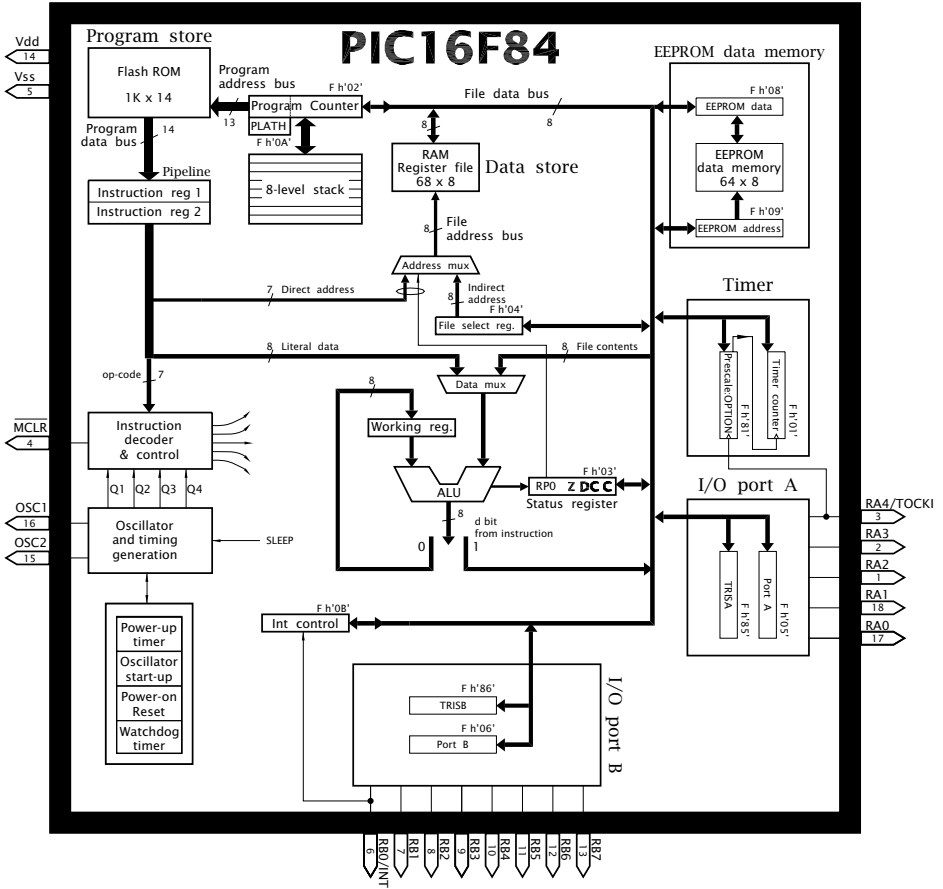 PIC16F84
Vdd
14
Vss
5
Program store
Flash ROM
1K x 14
Program
address bus
13
F h'02'
Program Counter
PLATH
F h'0A'
8-level stack
Program
data bus
14
Pipeline
Instruction reg 1
Instruction reg 2
File data bus
8
8
RAM
Register file
68 x 8
Data store
8
File
address bus
Address mux
7 Direct address
8
Indirect
address
F h'04'
File select reg.
EEPROM data memory
F h'08'
EEPROM data
EEPROM
data memory
64 x 8
F h'09'
EEPROM address
Timer
Prescale:OPTION<
F h'81'
Timer counter<
F h'01'
8 Literal data
8 File contents
Data mux
op-code
7
8
Working reg.
ALU
F h'03'
RP0 Z DC C
Status register
8
d bit
from instruction
0
1
MCLR
4
Instruction
decoder
& control
Q1 Q2 Q3 Q4
OSC1
16
OSC2
15
Oscillator
and timing
generation
SLEEP
Power-up
timer
Oscillator
start-up
Power-on
Reset
Watchdog
timer
I/O port A
TRISA
F h'85'
Port A
F h'05'
RA4/TOCKI
3
RA3
2
RA2
1
RA1
18
RA0
17
F h'0B'
Int control
I/O port B
F h'86'
TRISB
F h'06'
Port B
6
RB0/INT
7
RB1
8
RB2
9
RB3
10
RB4
11
RB5
12
RB6
13
RB7